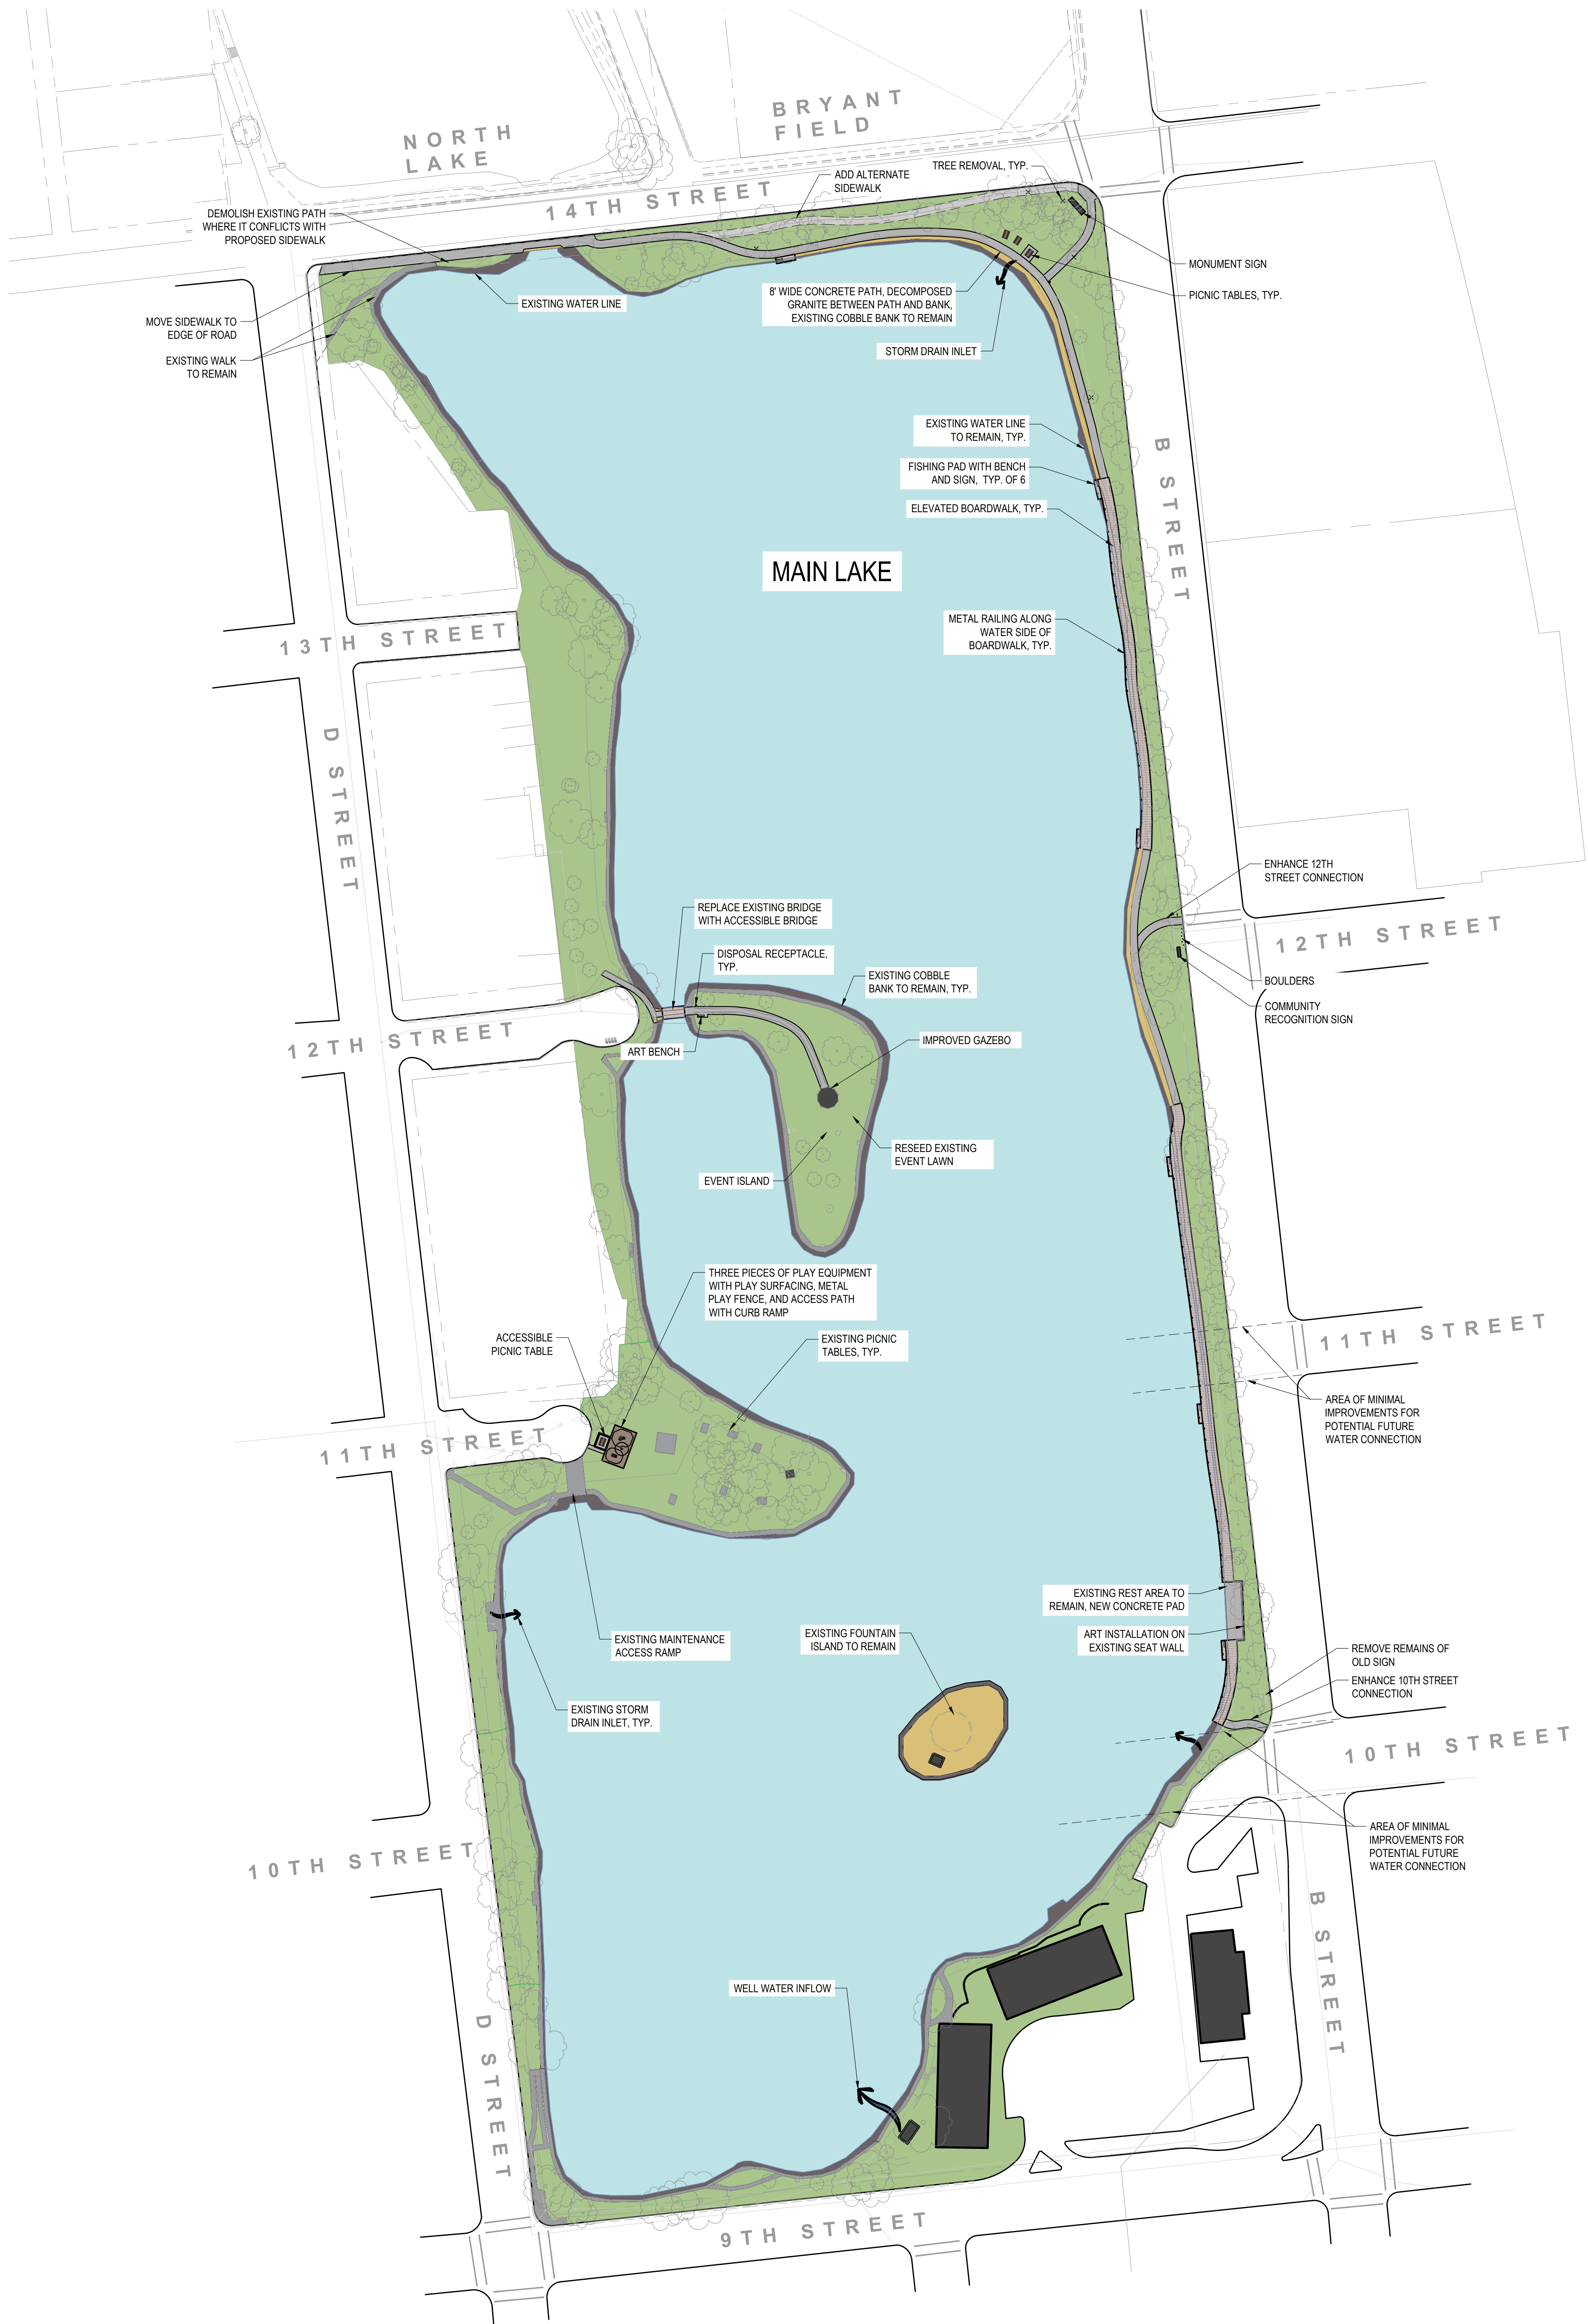 NORTH
LAKE
BRYANT
FIELD
14TH STREET
TREE REMOVAL, TYP.
ADD ALTERNATE
SIDEWALK
DEMOLISH EXISTING PATH
WHERE IT CONFLICTS WITH
PROPOSED SIDEWALK
MONUMENT SIGN
PICNIC TABLES, TYP.
EXISTING WATER LINE
8' WIDE CONCRETE PATH, DECOMPOSED
GRANITE BETWEEN PATH AND BANK,
EXISTING COBBLE BANK TO REMAIN
MOVE SIDEWALK TO
EDGE OF ROAD
STORM DRAIN INLET
EXISTING WALK
TO REMAIN
EXISTING WATER LINE
TO REMAIN, TYP.
B STREET
FISHING PAD WITH BENCH
AND SIGN, TYP. OF 6
ELEVATED BOARDWALK, TYP.
MAIN LAKE
METAL RAILING ALONG
WATER SIDE OF
BOARDWALK, TYP.
13TH STREET
D STREET
ENHANCE 12TH
STREET CONNECTION
REPLACE EXISTING BRIDGE
WITH ACCESSIBLE BRIDGE
12TH STREET
DISPOSAL RECEPTACLE,
TYP.
EXISTING COBBLE
BANK TO REMAIN, TYP.
BOULDERS
COMMUNITY
RECOGNITION SIGN
12TH STREET
ART BENCH
IMPROVED GAZEBO
RESEED EXISTING
EVENT LAWN
EVENT ISLAND
THREE PIECES OF PLAY EQUIPMENT
WITH PLAY SURFACING, METAL
PLAY FENCE, AND ACCESS PATH
WITH CURB RAMP
11TH STREET
ACCESSIBLE
PICNIC TABLE
EXISTING PICNIC
TABLES, TYP.
AREA OF MINIMAL
IMPROVEMENTS FOR
POTENTIAL FUTURE
WATER CONNECTION
11TH STREET
EXISTING REST AREA TO
REMAIN, NEW CONCRETE PAD
EXISTING MAINTENANCE
ACCESS RAMP
EXISTING FOUNTAIN
ISLAND TO REMAIN
ART INSTALLATION ON
EXISTING SEAT WALL
REMOVE REMAINS OF
OLD SIGN
ENHANCE 10TH STREET
CONNECTION
EXISTING STORM
DRAIN INLET, TYP.
10TH STREET
AREA OF MINIMAL
IMPROVEMENTS FOR
POTENTIAL FUTURE
WATER CONNECTION
10TH STREET
B STREET
WELL WATER INFLOW
D STREET
9TH STREET